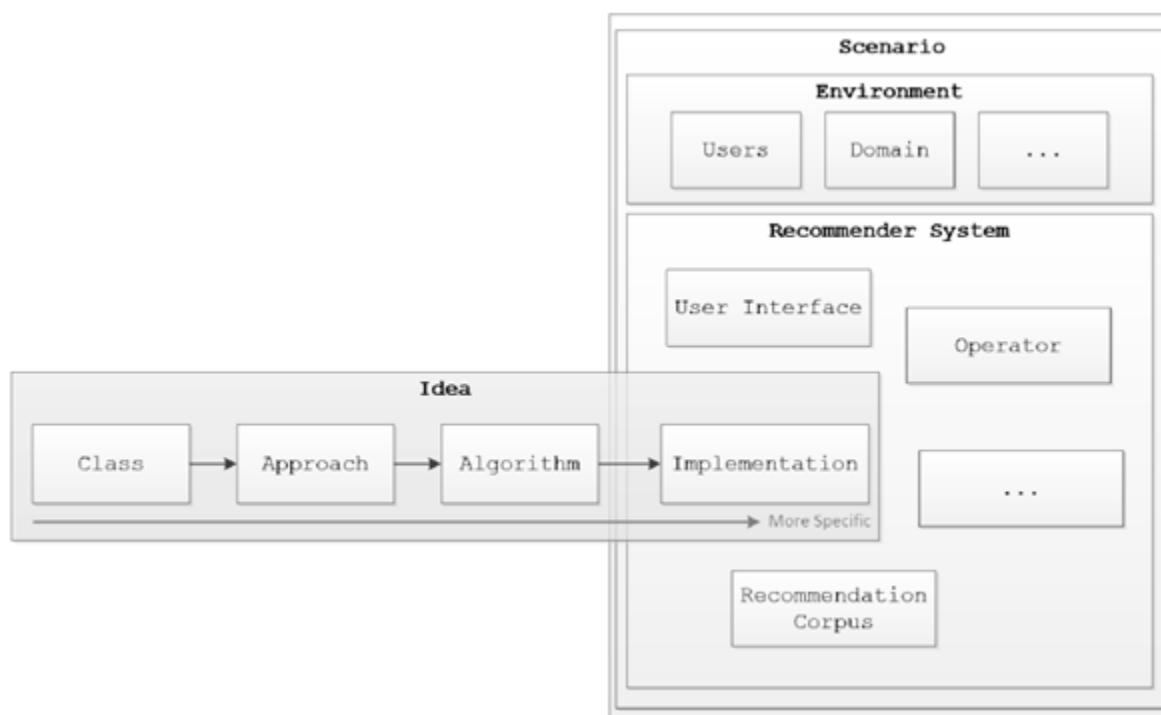 Scenario
Environment
Users
Domain
...
Recommender System
User Interface
Operator
Idea
Class
Approach
Algorithm
Implementation
...
More Specific
Recommendation
Corpus